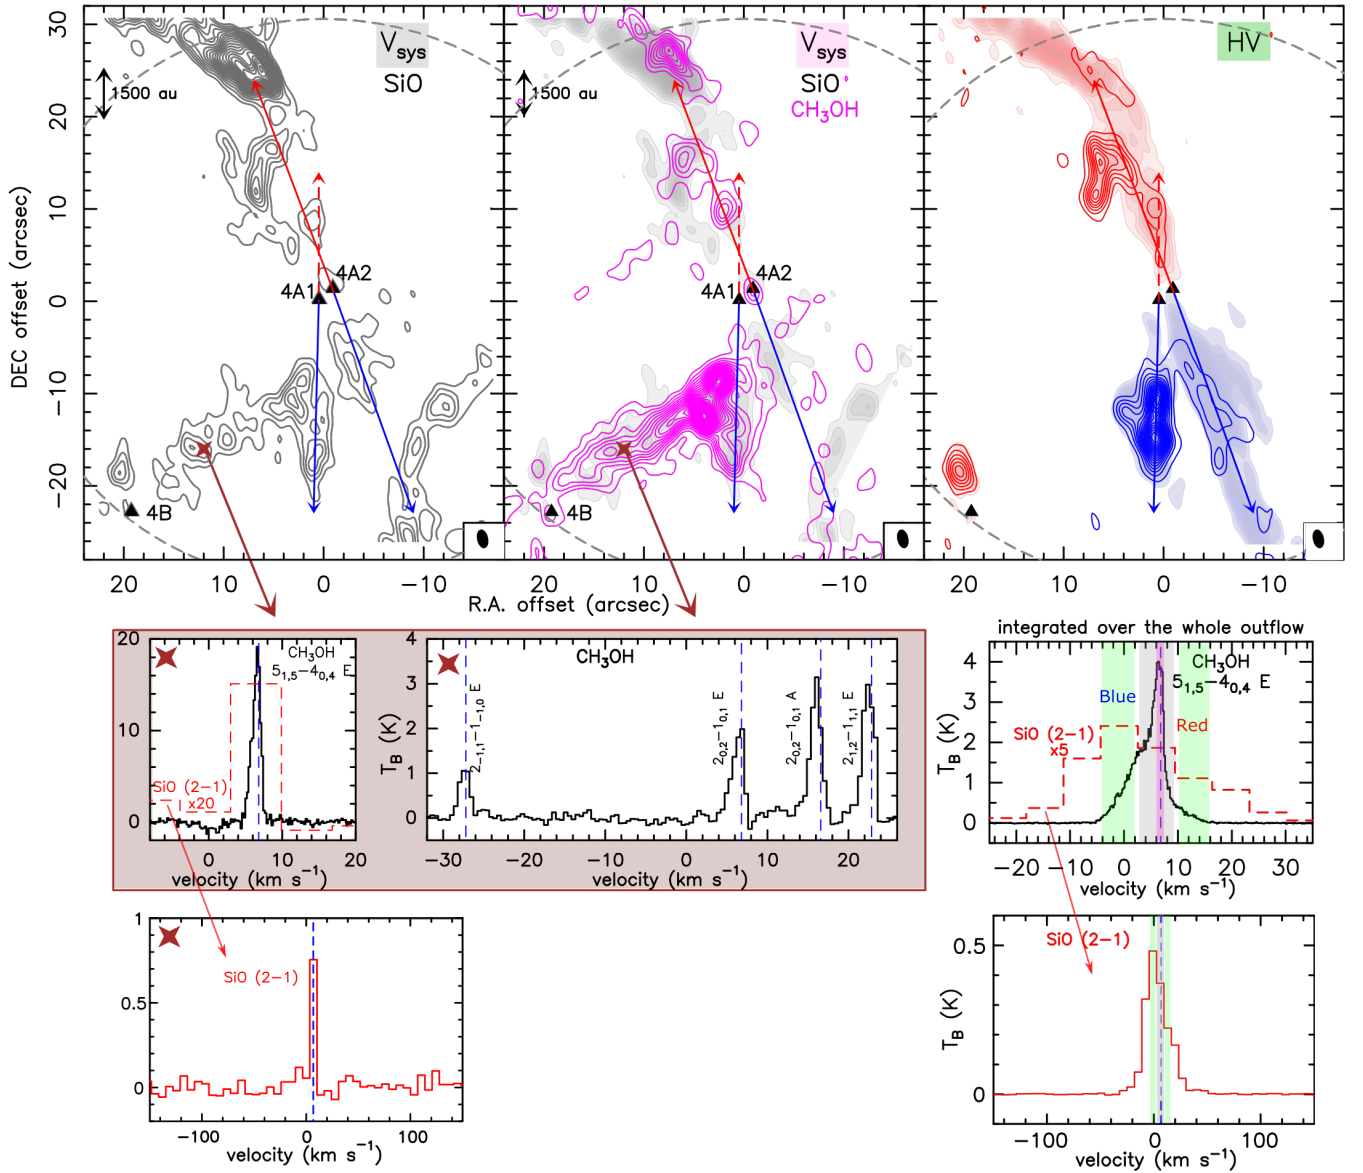 30
20
10
0
−10
−20
DEC offset (arcsec)
1500 au
V_sys
SiO
4A1
4A2
4B
20 10 0 −10
1500 au
V_sys
SiO
CH₃OH
4A1
4A2
4B
20 10 0 −10
HV
20 10 0 −10
R.A. offset (arcsec)
20
10
0
CH₃OH
5₁,₅−4₀,₄ E
SiO (2−1)
×20
0 10 20
velocity (km s⁻¹)
4
3
2
1
0
T_B (K)
CH₃OH
2₋₁,₁−1₋₁,₀ E
2₀,₂−1₀,₁ E
2₀,₂−1₀,₁ A
2₁,₂−1₁,₁ E
−30 −20 −10 0 10 20
velocity (km s⁻¹)
integrated over the whole outflow
4
3
2
1
0
T_B (K)
CH₃OH
5₁,₅−4₀,₄ E
Blue
Red
SiO (2−1)
×5
−20 −10 0 10 20 30
velocity (km s⁻¹)
1
0.5
0
SiO (2−1)
−100 0 100
velocity (km s⁻¹)
0.5
0
T_B (K)
SiO (2−1)
−100 0 100
velocity (km s⁻¹)